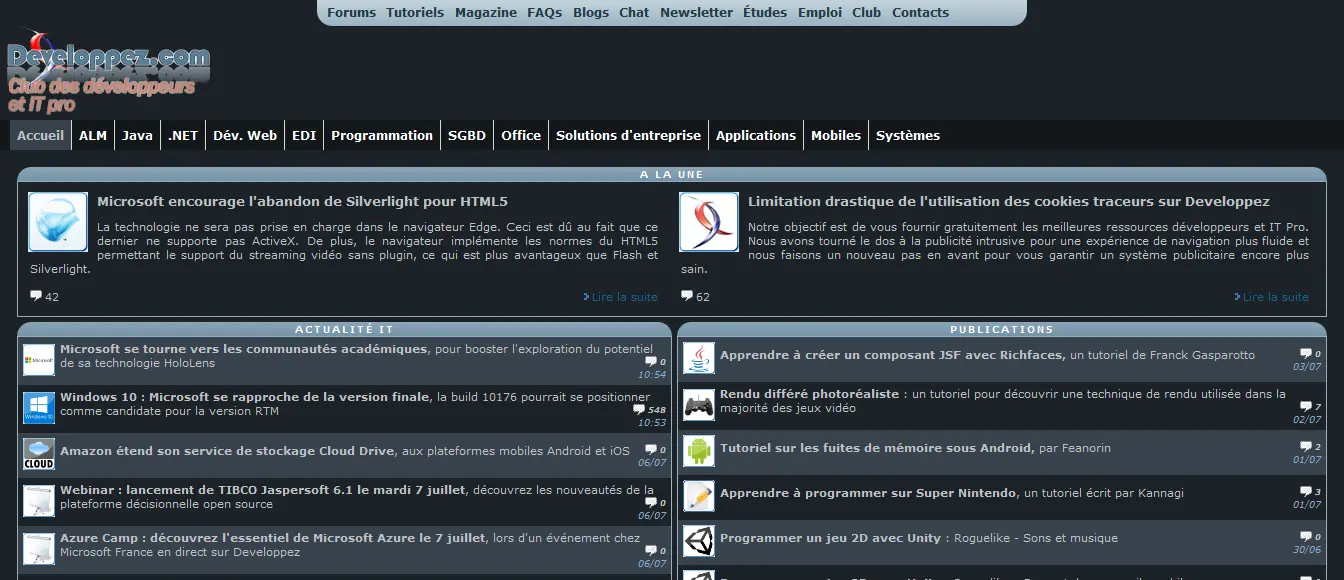 Forums Tutoriels Magazine FAQs Blogs Chat Newsletter Études Emploi Club Contacts
Developpez.com
Club des développeurs
et IT pro
Accueil ALM Java .NET Dév. Web EDI Programmation SGBD Office Solutions d'entreprise Applications Mobiles Systèmes
A LA UNE
Microsoft encourage l'abandon de Silverlight pour HTML5
La technologie ne sera pas prise en charge dans le navigateur Edge. Ceci est dû au fait que ce
dernier ne supporte pas ActiveX. De plus, le navigateur implémente les normes du HTML5
permettant le support du streaming vidéo sans plugin, ce qui est plus avantageux que Flash et
Silverlight.
42
Lire la suite
Limitation drastique de l'utilisation des cookies traceurs sur Developpez
Notre objectif est de vous fournir gratuitement les meilleures ressources développeurs et IT Pro.
Nous avons tourné le dos à la publicité intrusive pour une expérience de navigation plus fluide et
nous faisons un nouveau pas en avant pour vous garantir un système publicitaire encore plus
sain.
62
Lire la suite
ACTUALITÉ IT
Microsoft
Microsoft se tourne vers les communautés académiques, pour booster l'exploration du potentiel
de sa technologie HoloLens
0
10:54
Windows 10
Windows 10 : Microsoft se rapproche de la version finale, la build 10176 pourrait se positionner
comme candidate pour la version RTM
548
10:53
CLOUD
Amazon étend son service de stockage Cloud Drive, aux plateformes mobiles Android et iOS
0
06/07
Webinar : lancement de TIBCO Jaspersoft 6.1 le mardi 7 juillet, découvrez les nouveautés de la
plateforme décisionnelle open source
0
06/07
Azure Camp : découvrez l'essentiel de Microsoft Azure le 7 juillet, lors d'un événement chez
Microsoft France en direct sur Developpez
0
06/07
PUBLICATIONS
Apprendre à créer un composant JSF avec Richfaces, un tutoriel de Franck Gasparotto
0
03/07
Rendu différé photoréaliste : un tutoriel pour découvrir une technique de rendu utilisée dans la
majorité des jeux vidéo
7
02/07
Tutoriel sur les fuites de mémoire sous Android, par Feanorin
2
01/07
Apprendre à programmer sur Super Nintendo, un tutoriel écrit par Kannagi
3
01/07
Programmer un jeu 2D avec Unity : Roguelike - Sons et musique
0
30/06